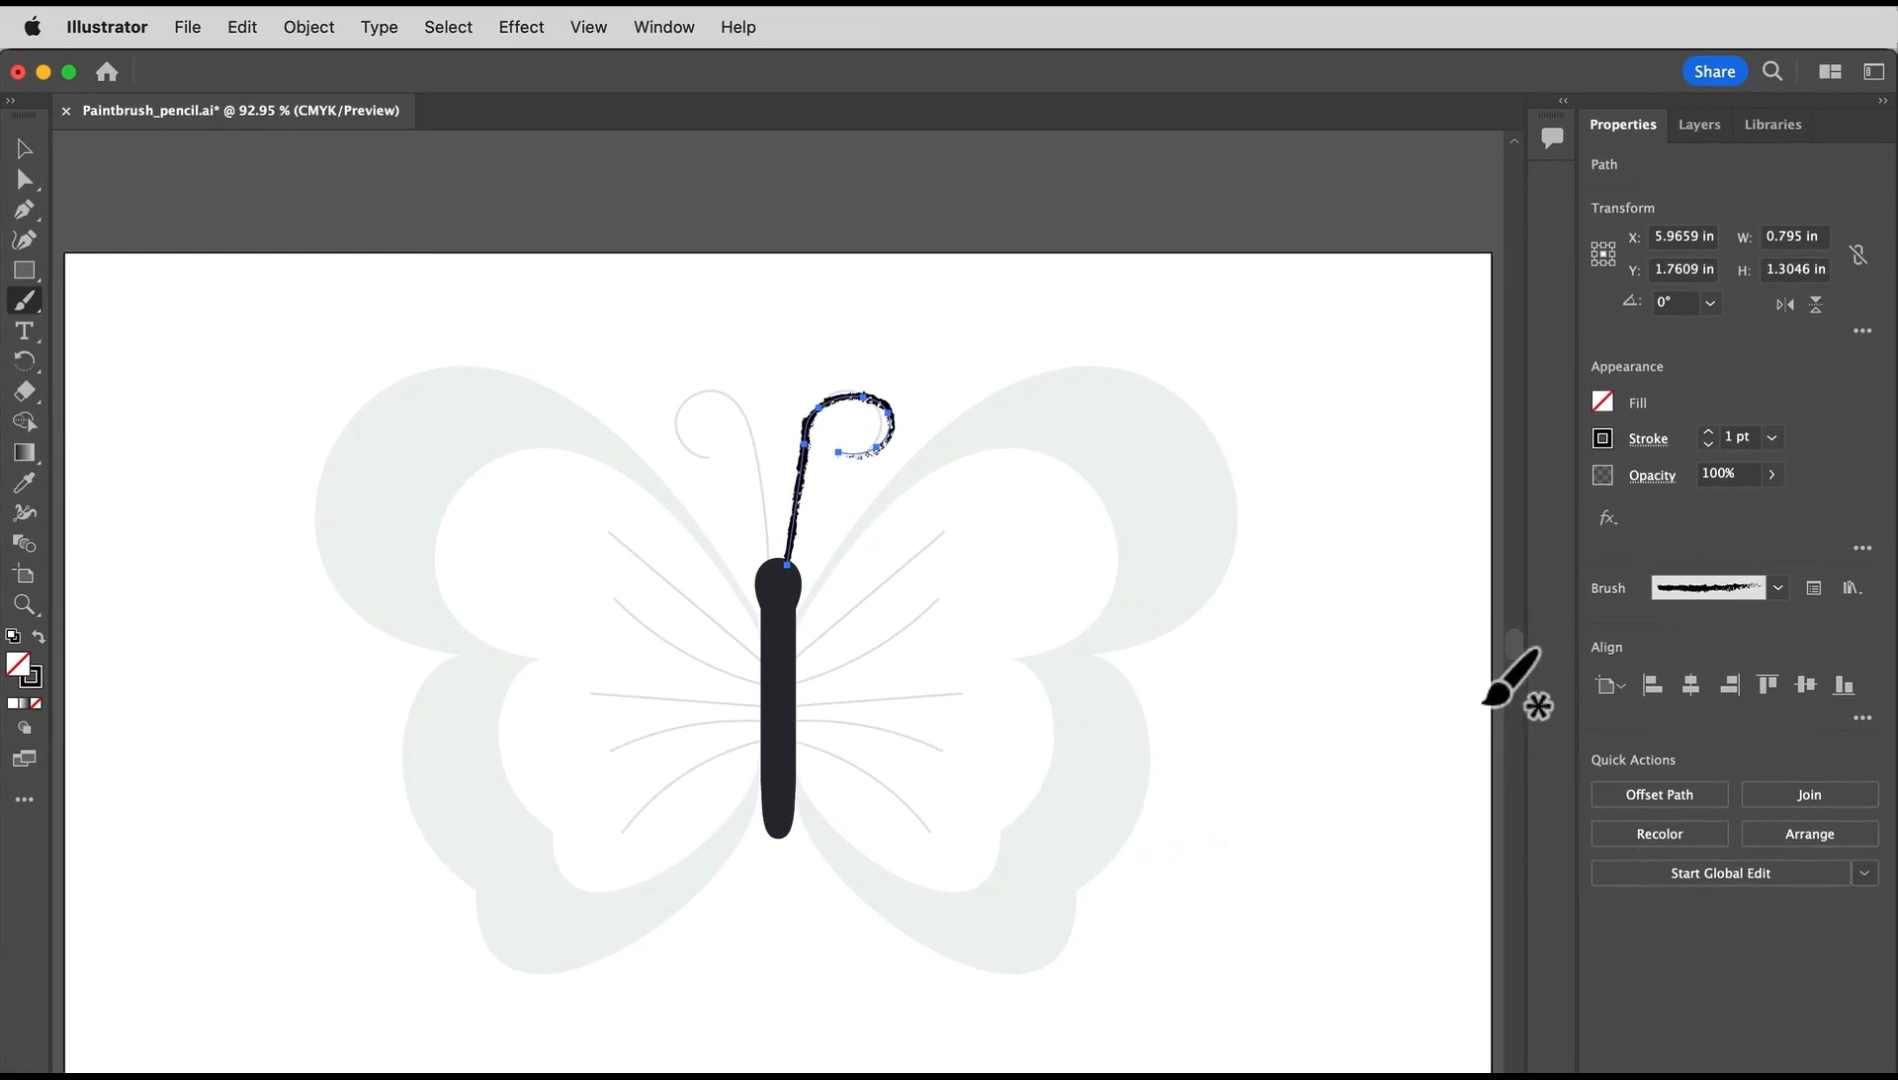 Illustrator File Edit Object Type Select Effect View Window Help
Share
Paintbrush_pencil.ai* @ 92.95 % (CMYK/Preview)
Properties Layers Libraries
Path
Transform
X: 5.9659 in W: 0.795 in
Y: 1.7609 in H: 1.3046 in
0°
Appearance
Fill
Stroke 1 pt
Opacity 100%
fx.
Brush
Align
Quick Actions
Offset Path Join
Recolor Arrange
Start Global Edit